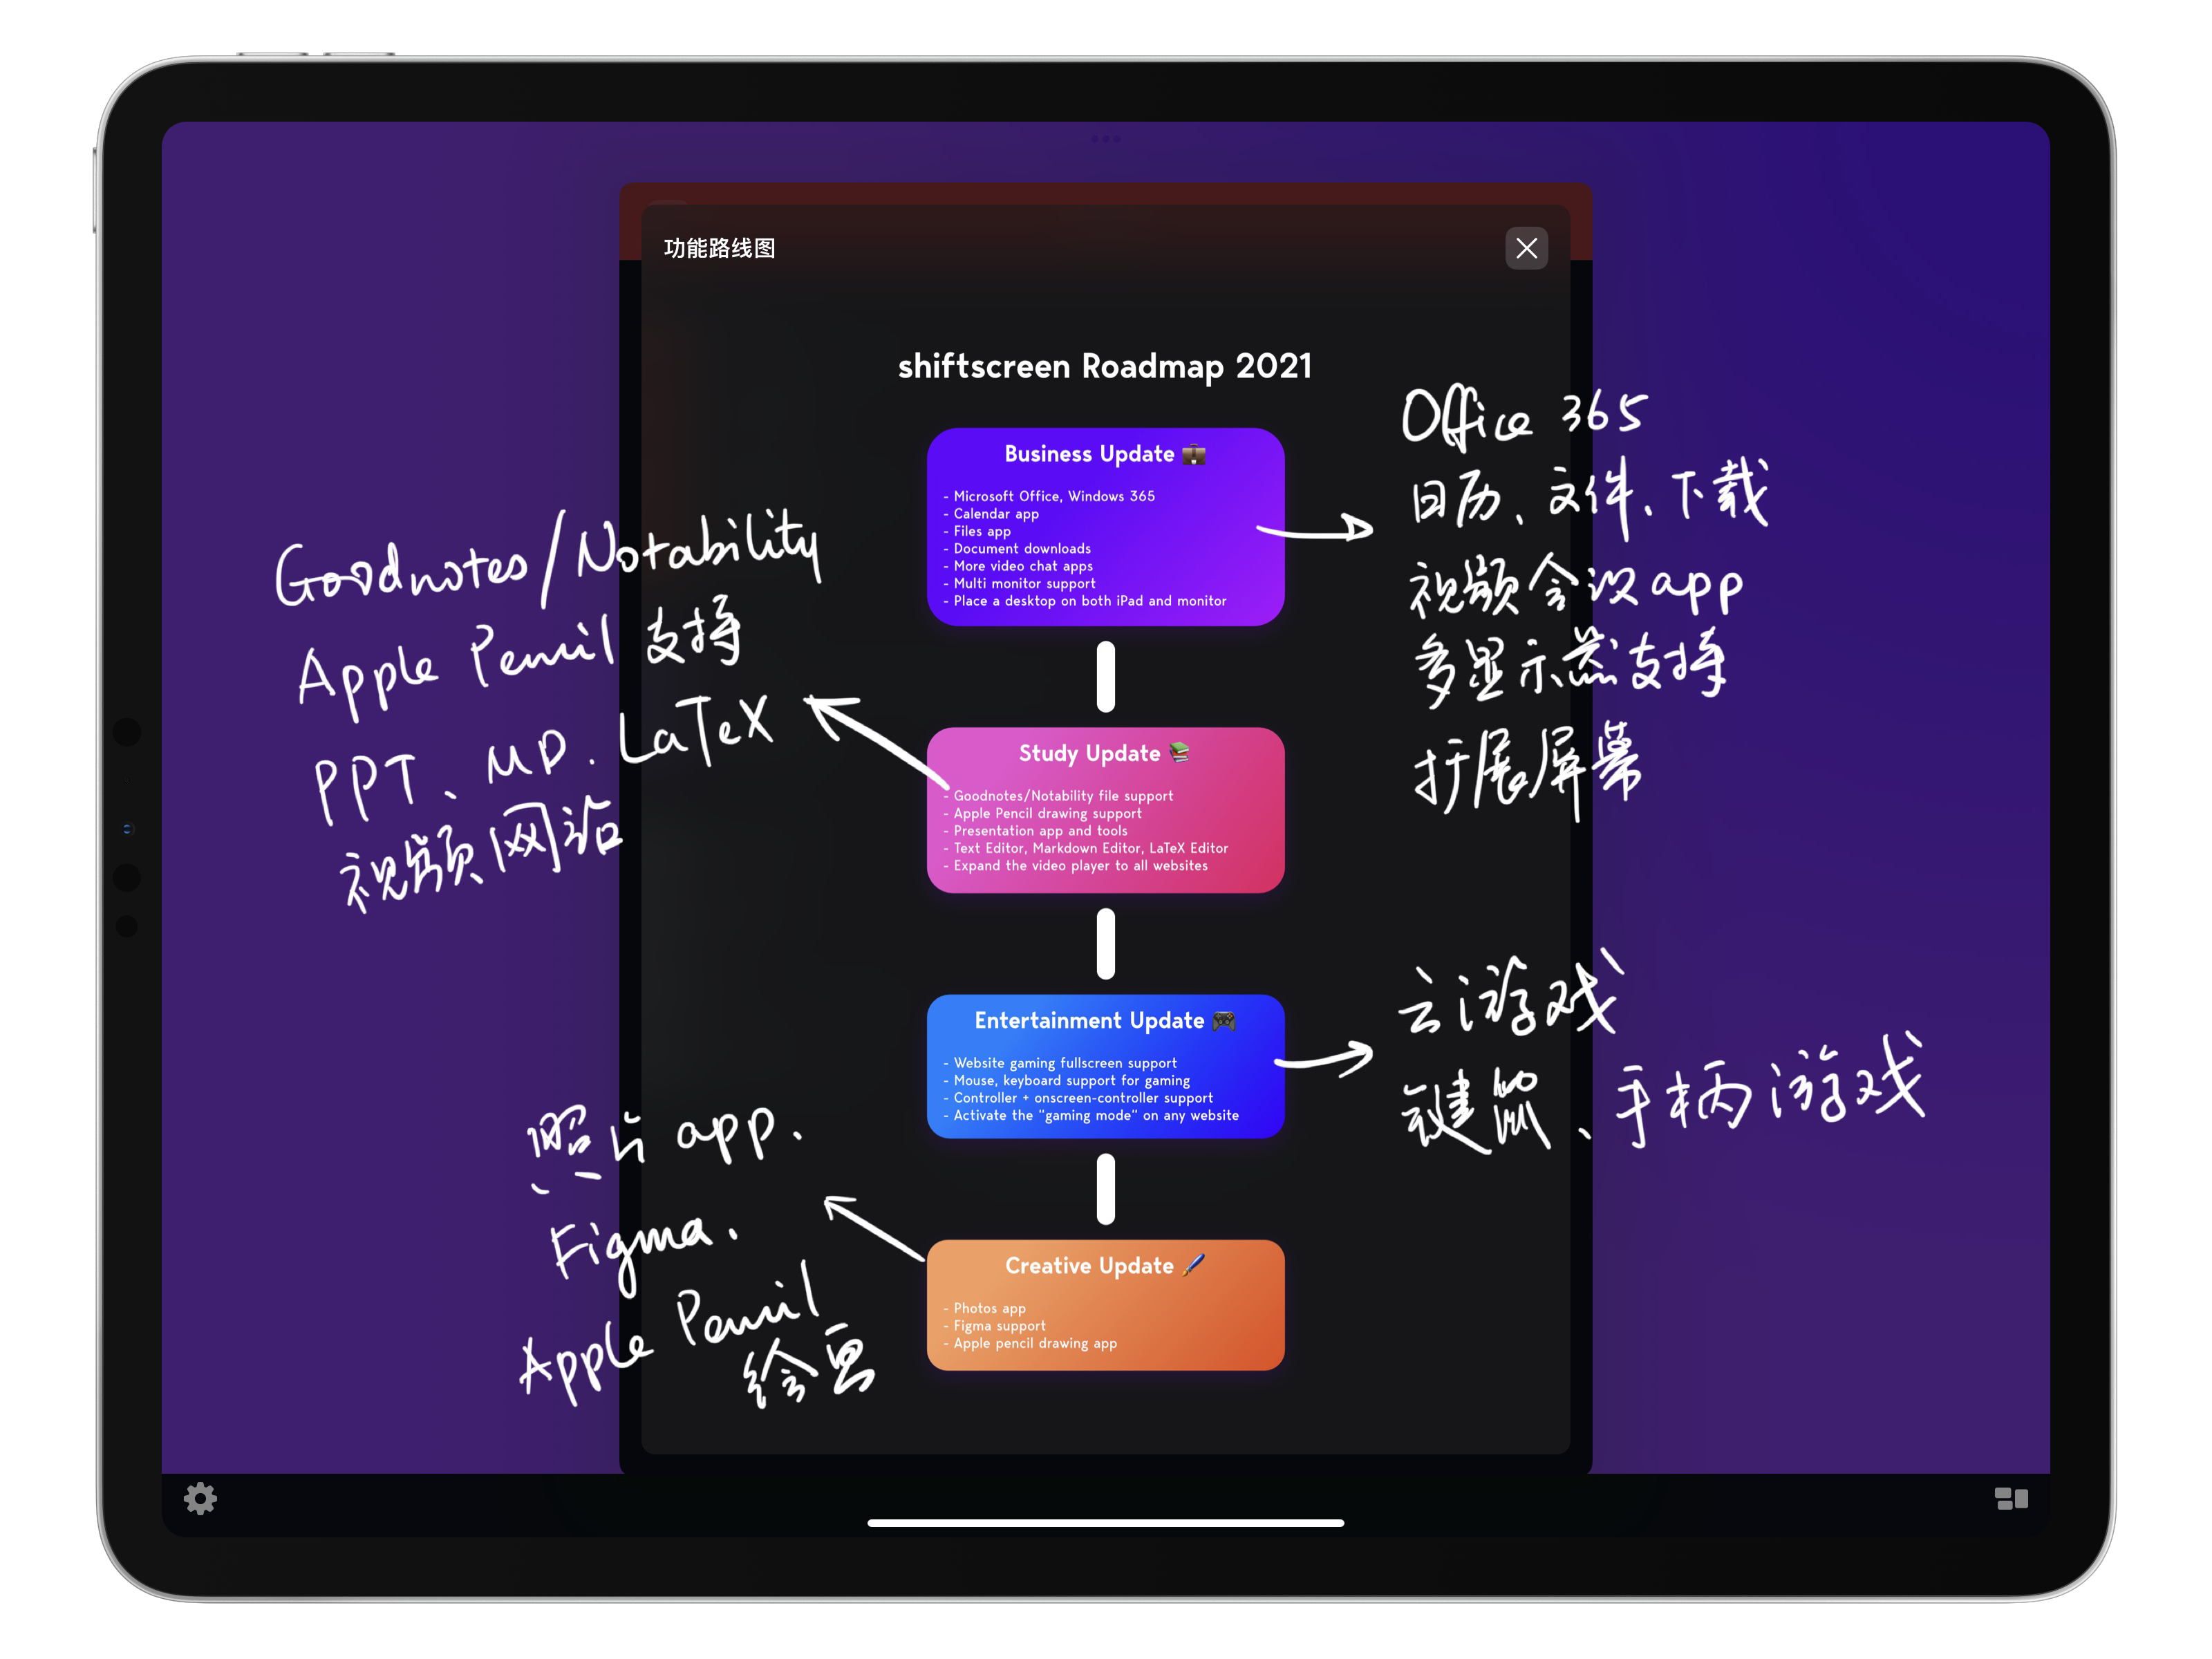 功能路线图
shiftscreen Roadmap 2021
Business Update
- Microsoft Office, Windows 365
- Calendar app
- Files app
- Document downloads
- More video chat apps
- Multi monitor support
- Place a desktop on both iPad and monitor
Office 365
日历、文件、下载
视频会议app
多显示器支持
扩展屏幕
Study Update
- Goodnotes/Notability file support
- Apple Pencil drawing support
- Presentation app and tools
- Text Editor, Markdown Editor, LaTeX Editor
- Expand the video player to all websites
Goodnotes/Notability
Apple Pencil 支持
PPT、MD、LaTeX
视频网站
Entertainment Update
- Website gaming fullscreen support
- Mouse, keyboard support for gaming
- Controller + onscreen-controller support
- Activate the "gaming mode" on any website
云游戏
键鼠、手柄游戏
Creative Update
- Photos app
- Figma support
- Apple pencil drawing app
照片 app、
Figma、
Apple Pencil
绘画